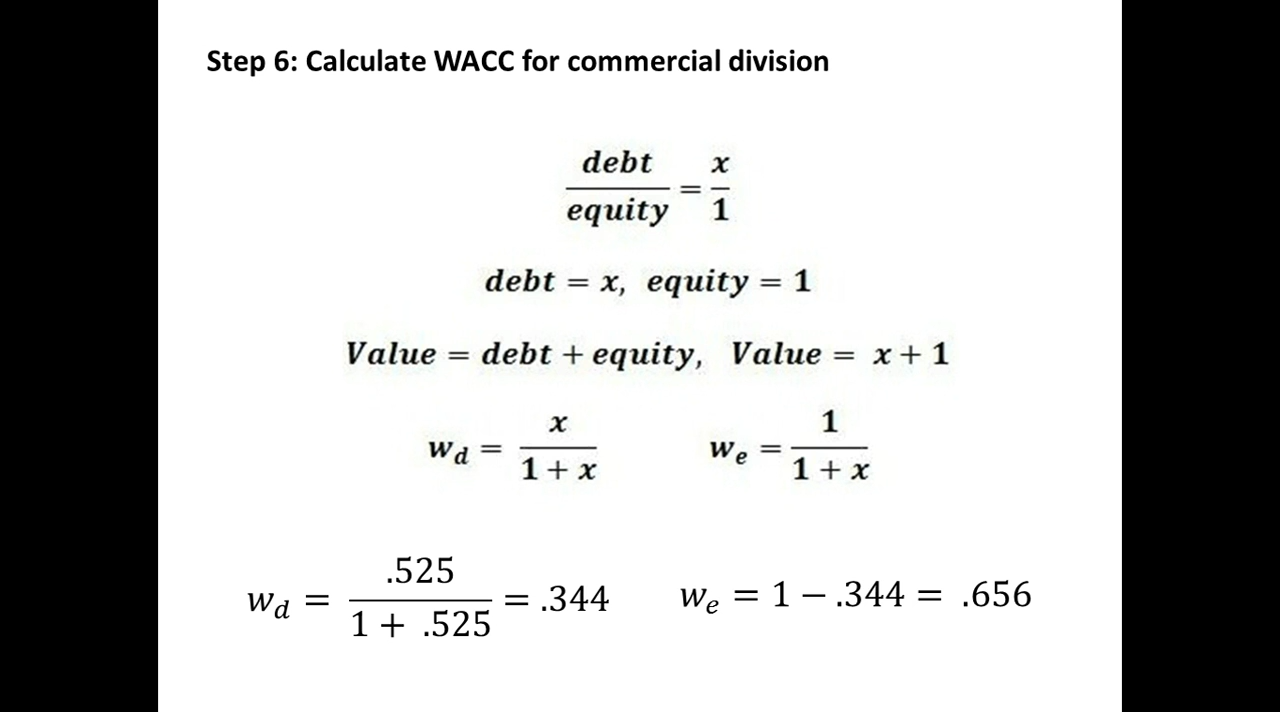 Step 6: Calculate WACC for commercial division
debt/equity = x/1
debt = x, equity = 1
Value = debt + equity, Value = x + 1
w_d = x/(1 + x) w_e = 1/(1 + x)
w_d = .525/(1 + .525) = .344 w_e = 1 − .344 = .656